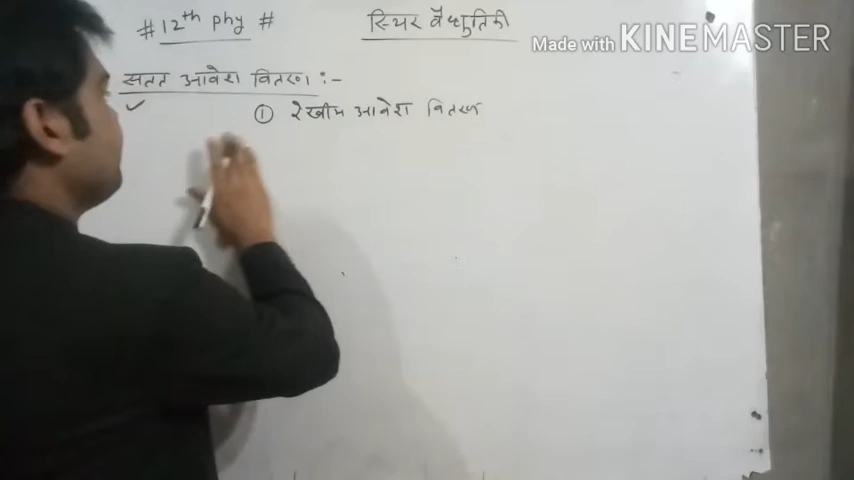 # 12th phy #
स्थिर वैद्युतिकी
Made with KINEMASTER
सतत आवेश वितरण :-
① रेखीय आवेश वितरण